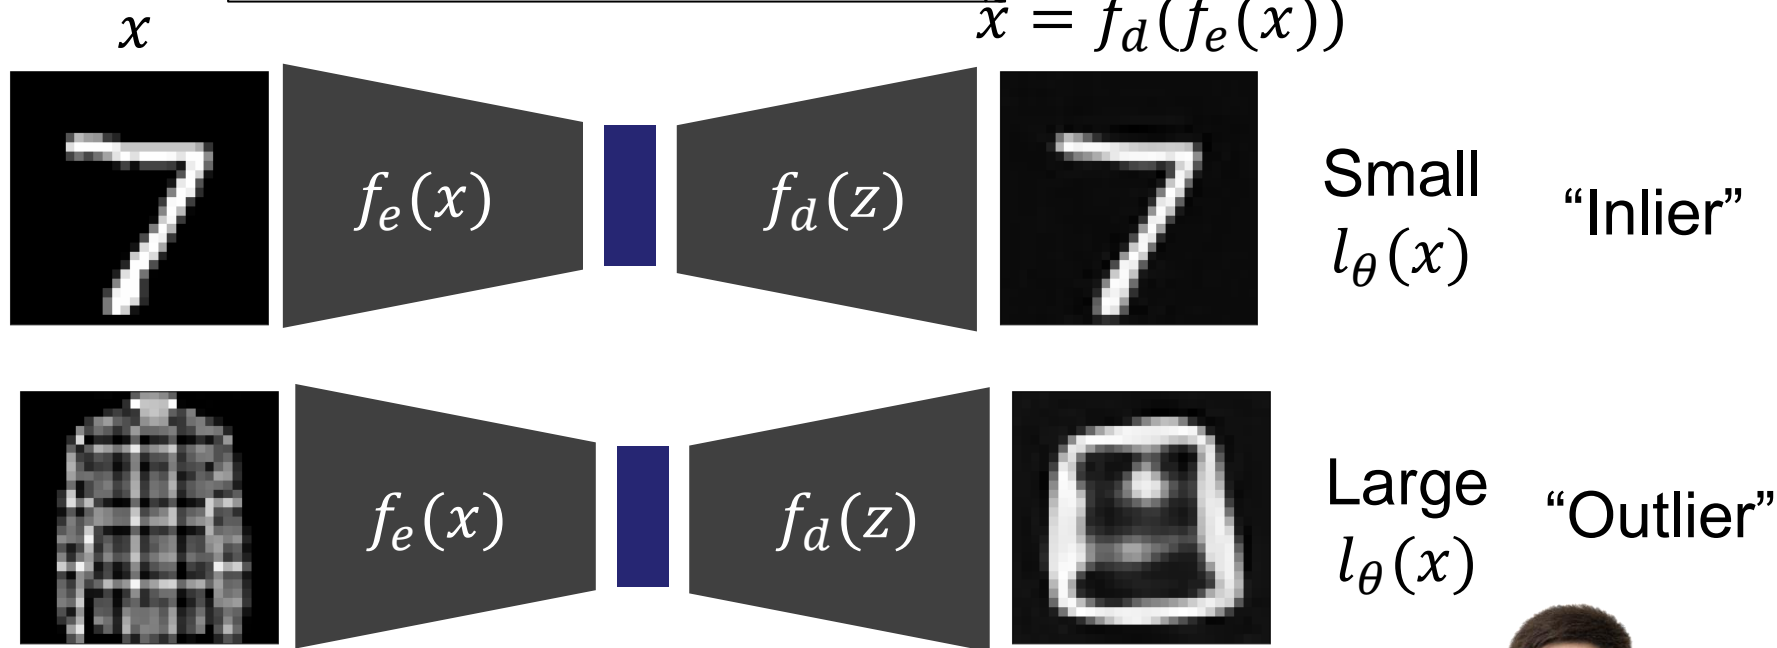 x
x̃ = f_d(f_e(x))
f_e(x) f_d(z)
Small
l_θ(x)
“Inlier”
f_e(x) f_d(z)
Large
l_θ(x)
“Outlier”